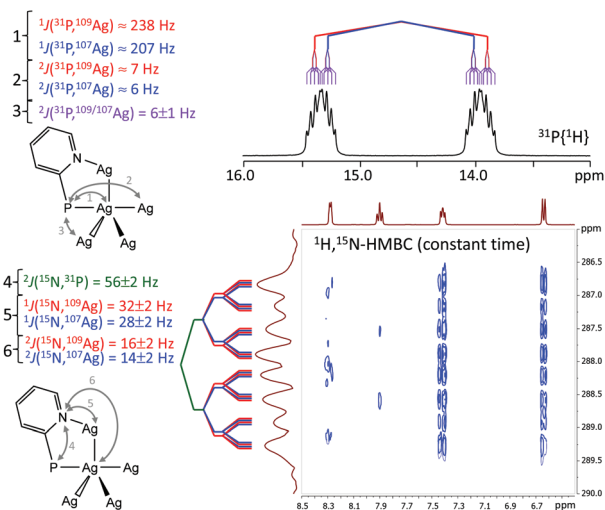 1
¹J(³¹P,¹⁰⁹Ag) ≈ 238 Hz
¹J(³¹P,¹⁰⁷Ag) ≈ 207 Hz
2
²J(³¹P,¹⁰⁹Ag) ≈ 7 Hz
²J(³¹P,¹⁰⁷Ag) ≈ 6 Hz
3
²J(³¹P,¹⁰⁹/¹⁰⁷Ag) = 6±1 Hz
N
Ag
2
1
P
Ag
Ag
3
Ag
Ag
³¹P{¹H}
16.0
15.0
14.0
ppm
4
²J(¹⁵N,³¹P) = 56±2 Hz
5
¹J(¹⁵N,¹⁰⁹Ag) = 32±2 Hz
¹J(¹⁵N,¹⁰⁷Ag) = 28±2 Hz
6
²J(¹⁵N,¹⁰⁹Ag) = 16±2 Hz
²J(¹⁵N,¹⁰⁷Ag) = 14±2 Hz
6
5
N
Ag
4
P
Ag
Ag
Ag
Ag
¹H,¹⁵N-HMBC (constant time)
ppm
286.5
287.0
287.5
288.0
288.5
289.0
289.5
290.0
8.5
8.3
8.1
7.9
7.7
7.5
7.3
7.1
6.9
6.7
ppm